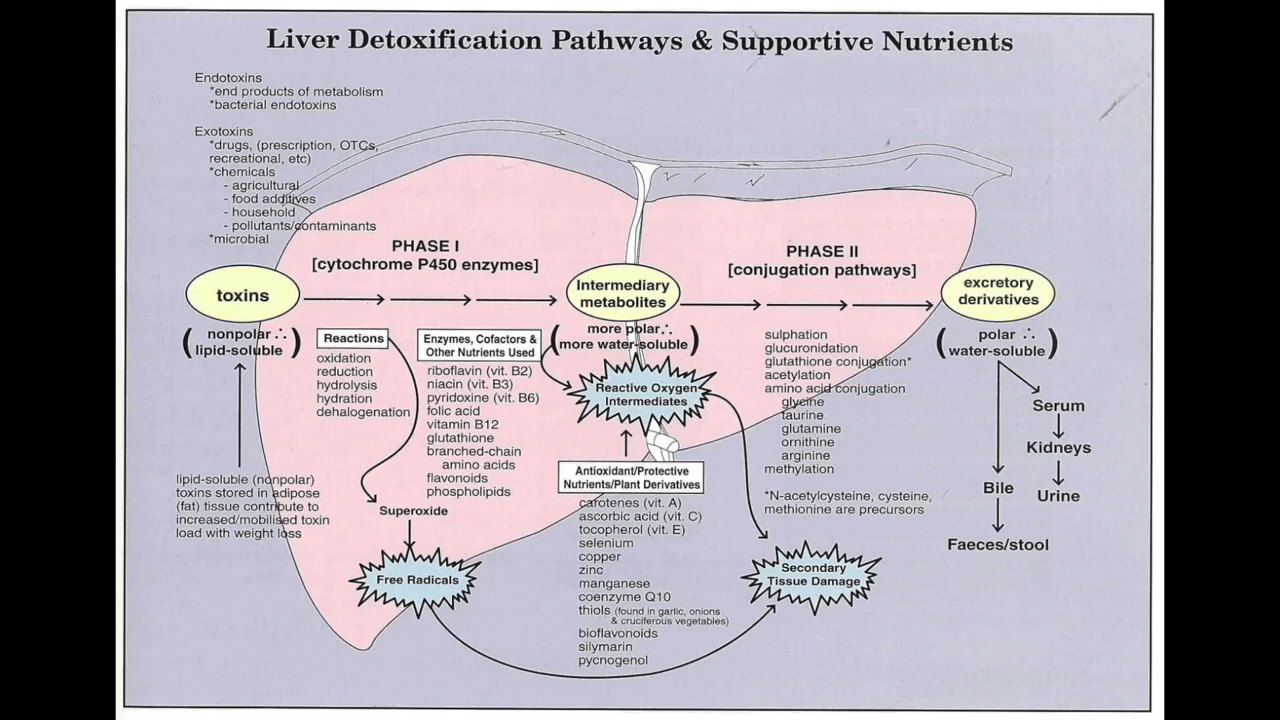 Liver Detoxification Pathways & Supportive Nutrients
Endotoxins
*end products of metabolism
*bacterial endotoxins
Exotoxins
*drugs, (prescription, OTCs,
recreational, etc)
*chemicals
- agricultural
- food additives
- household
- pollutants/contaminants
*microbial
PHASE I
[cytochrome P450 enzymes]
PHASE II
[conjugation pathways]
toxins
Intermediary
metabolites
excretory
derivatives
(nonpolar ∴
lipid-soluble)
Reactions
oxidation
reduction
hydrolysis
hydration
dehalogenation
Enzymes, Cofactors &
Other Nutrients Used
riboflavin (vit. B2)
niacin (vit. B3)
pyridoxine (vit. B6)
folic acid
vitamin B12
glutathione
branched-chain
amino acids
flavonoids
phospholipids
(more polar ∴
more water-soluble)
Reactive Oxygen
Intermediates
sulphation
glucuronidation
glutathione conjugation*
acetylation
amino acid conjugation
glycine
taurine
glutamine
ornithine
arginine
methylation
*N-acetylcysteine, cysteine,
methionine are precursors
(polar ∴
water-soluble)
Serum
Kidneys
Urine
Bile
Faeces/stool
lipid-soluble (nonpolar)
toxins stored in adipose
(fat) tissue contribute to
increased/mobilised toxin
load with weight loss
Superoxide
Free Radicals
Antioxidant/Protective
Nutrients/Plant Derivatives
carotenes (vit. A)
ascorbic acid (vit. C)
tocopherol (vit. E)
selenium
copper
zinc
manganese
coenzyme Q10
thiols (found in garlic, onions
& cruciferous vegetables)
bioflavonoids
silymarin
pycnogenol
Secondary
Tissue Damage